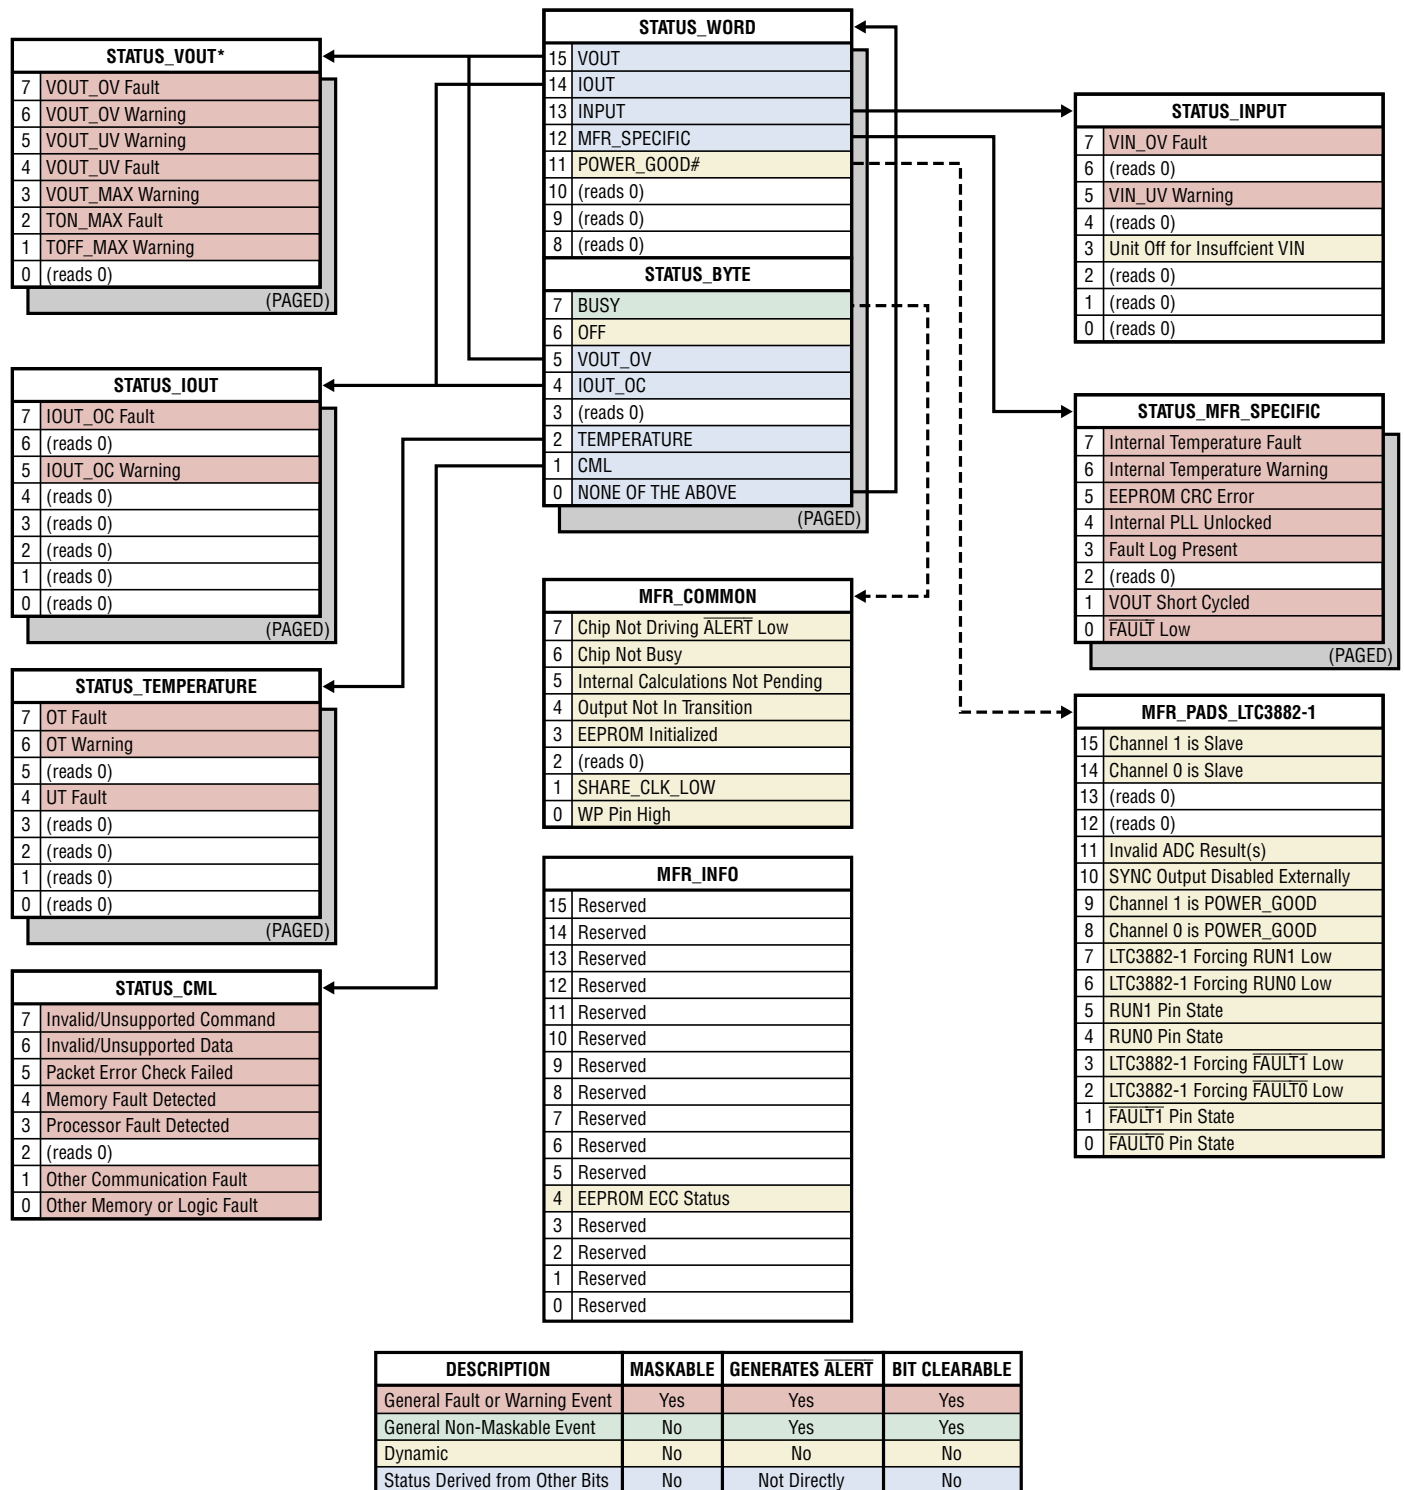 STATUS_VOUT*
7 VOUT_OV Fault
6 VOUT_OV Warning
5 VOUT_UV Warning
4 VOUT_UV Fault
3 VOUT_MAX Warning
2 TON_MAX Fault
1 TOFF_MAX Warning
0 (reads 0)
(PAGED)
STATUS_IOUT
7 IOUT_OC Fault
6 (reads 0)
5 IOUT_OC Warning
4 (reads 0)
3 (reads 0)
2 (reads 0)
1 (reads 0)
0 (reads 0)
(PAGED)
STATUS_TEMPERATURE
7 OT Fault
6 OT Warning
5 (reads 0)
4 UT Fault
3 (reads 0)
2 (reads 0)
1 (reads 0)
0 (reads 0)
(PAGED)
STATUS_CML
7 Invalid/Unsupported Command
6 Invalid/Unsupported Data
5 Packet Error Check Failed
4 Memory Fault Detected
3 Processor Fault Detected
2 (reads 0)
1 Other Communication Fault
0 Other Memory or Logic Fault
STATUS_WORD
15 VOUT
14 IOUT
13 INPUT
12 MFR_SPECIFIC
11 POWER_GOOD#
10 (reads 0)
9 (reads 0)
8 (reads 0)
STATUS_BYTE
7 BUSY
6 OFF
5 VOUT_OV
4 IOUT_OC
3 (reads 0)
2 TEMPERATURE
1 CML
0 NONE OF THE ABOVE
(PAGED)
MFR_COMMON
7 Chip Not Driving ALERT Low
6 Chip Not Busy
5 Internal Calculations Not Pending
4 Output Not In Transition
3 EEPROM Initialized
2 (reads 0)
1 SHARE_CLK_LOW
0 WP Pin High
MFR_INFO
15 Reserved
14 Reserved
13 Reserved
12 Reserved
11 Reserved
10 Reserved
9 Reserved
8 Reserved
7 Reserved
6 Reserved
5 Reserved
4 EEPROM ECC Status
3 Reserved
2 Reserved
1 Reserved
0 Reserved
STATUS_INPUT
7 VIN_OV Fault
6 (reads 0)
5 VIN_UV Warning
4 (reads 0)
3 Unit Off for Insuffcient VIN
2 (reads 0)
1 (reads 0)
0 (reads 0)
STATUS_MFR_SPECIFIC
7 Internal Temperature Fault
6 Internal Temperature Warning
5 EEPROM CRC Error
4 Internal PLL Unlocked
3 Fault Log Present
2 (reads 0)
1 VOUT Short Cycled
0 FAULT Low
(PAGED)
MFR_PADS_LTC3882-1
15 Channel 1 is Slave
14 Channel 0 is Slave
13 (reads 0)
12 (reads 0)
11 Invalid ADC Result(s)
10 SYNC Output Disabled Externally
9 Channel 1 is POWER_GOOD
8 Channel 0 is POWER_GOOD
7 LTC3882-1 Forcing RUN1 Low
6 LTC3882-1 Forcing RUN0 Low
5 RUN1 Pin State
4 RUN0 Pin State
3 LTC3882-1 Forcing FAULT1 Low
2 LTC3882-1 Forcing FAULT0 Low
1 FAULT1 Pin State
0 FAULT0 Pin State
DESCRIPTION MASKABLE GENERATES ALERT BIT CLEARABLE
General Fault or Warning Event Yes Yes Yes
General Non-Maskable Event No Yes Yes
Dynamic No No No
Status Derived from Other Bits No Not Directly No